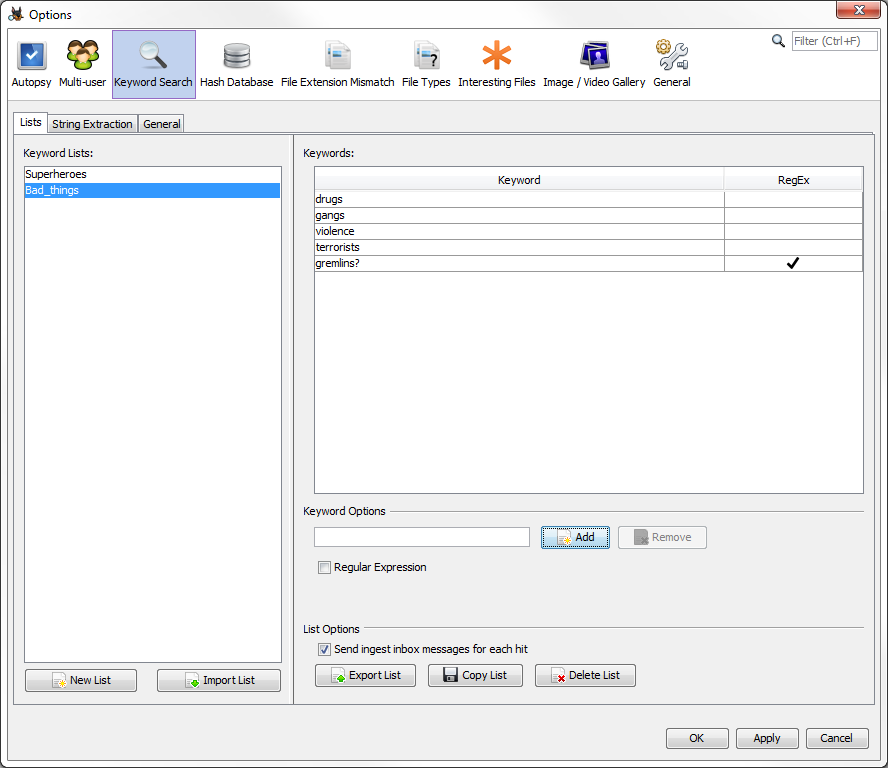 Options
Filter (Ctrl+F)
Autopsy Multi-user Keyword Search Hash Database File Extension Mismatch File Types Interesting Files Image / Video Gallery General
Lists String Extraction General
Keyword Lists:
Superheroes
Bad_things
New List Import List
Keywords:
Keyword RegEx
drugs
gangs
violence
terrorists
gremlins?
Keyword Options
Add Remove
Regular Expression
List Options
Send ingest inbox messages for each hit
Export List Copy List Delete List
OK Apply Cancel